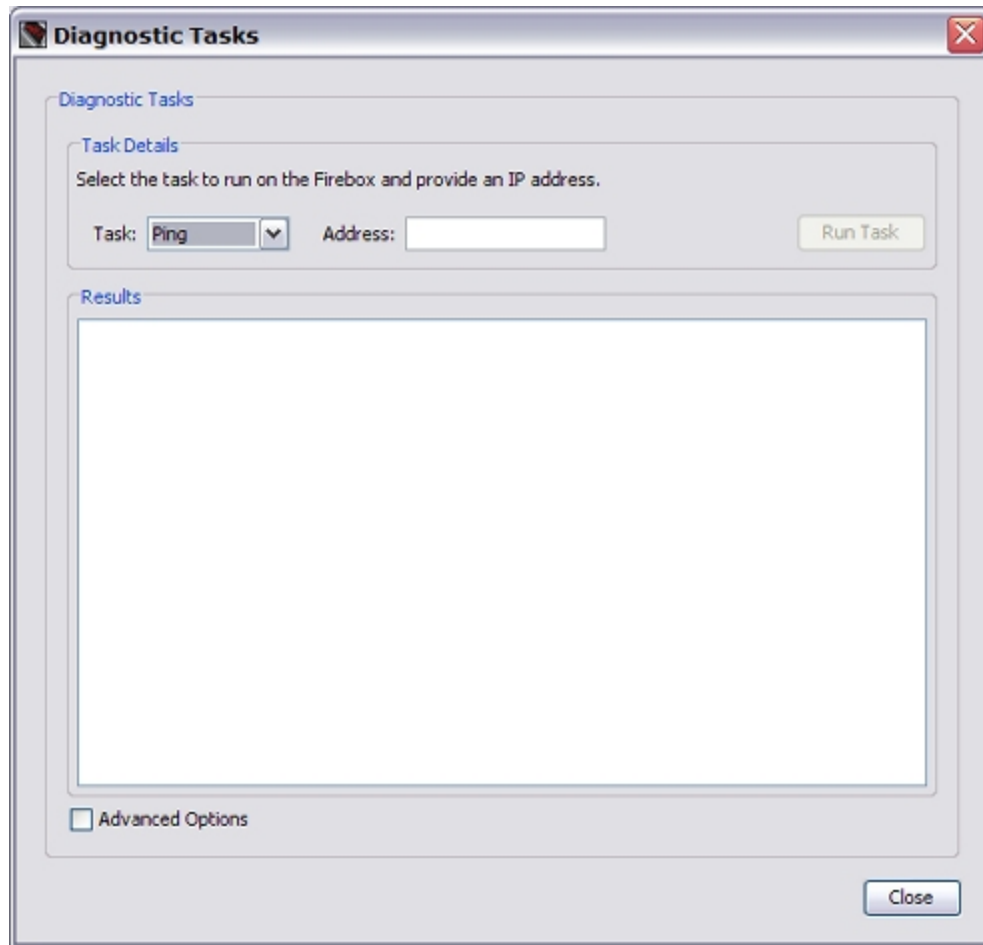 Diagnostic Tasks
Diagnostic Tasks
Task Details
Select the task to run on the Firebox and provide an IP address.
Task: Ping Address: Run Task
Results
Advanced Options
Close